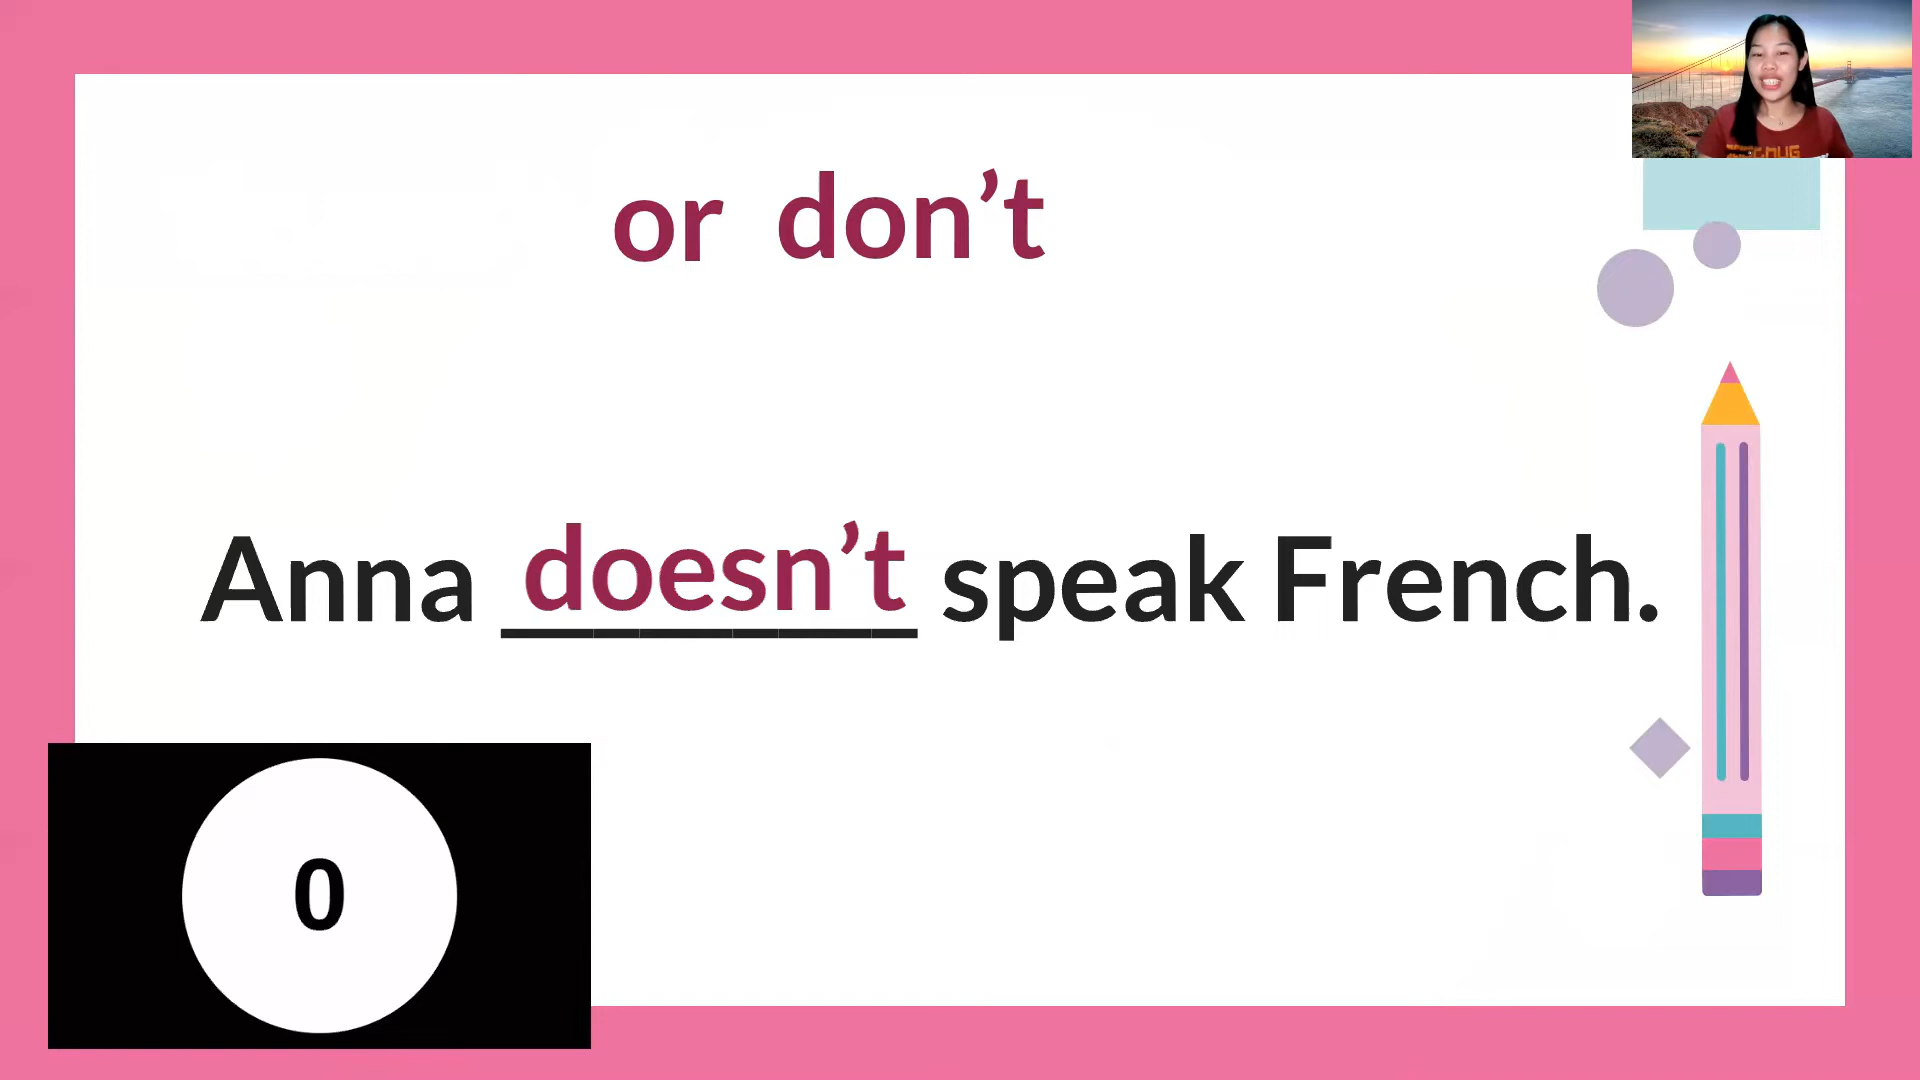 or don’t
Anna doesn’t speak French.
0